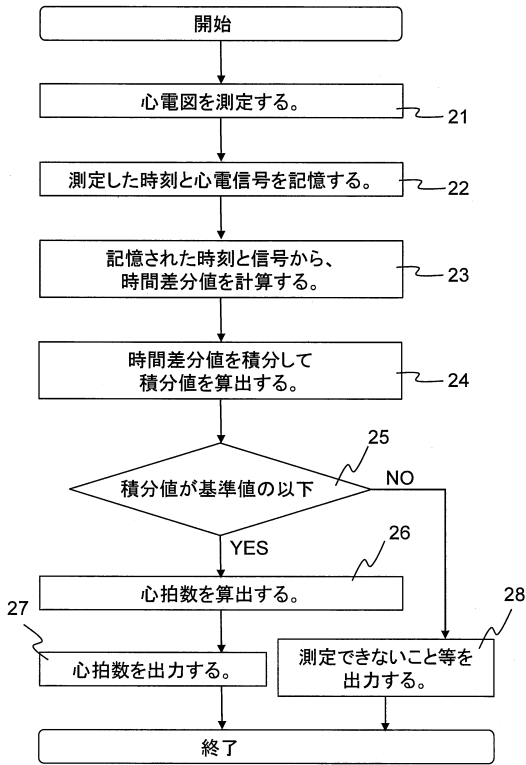 開始
心電図を測定する。
21
測定した時刻と心電信号を記憶する。
22
記憶された時刻と信号から、
時間差分値を計算する。
23
時間差分値を積分して
積分値を算出する。
24
25
積分値が基準値の以下
NO
YES
26
心拍数を算出する。
27
28
心拍数を出力する。
測定できないこと等を
出力する。
終了